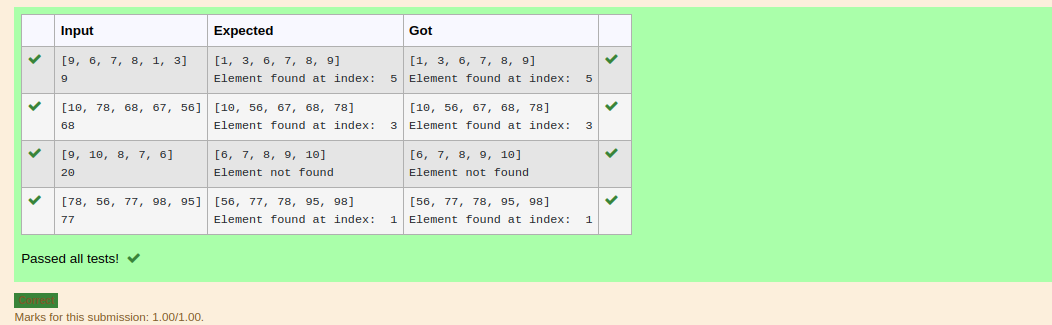 Input Expected Got
[9, 6, 7, 8, 1, 3] [1, 3, 6, 7, 8, 9] [1, 3, 6, 7, 8, 9]
9 Element found at index:  5 Element found at index:  5
[10, 78, 68, 67, 56] [10, 56, 67, 68, 78] [10, 56, 67, 68, 78]
68 Element found at index:  3 Element found at index:  3
[9, 10, 8, 7, 6] [6, 7, 8, 9, 10] [6, 7, 8, 9, 10]
20 Element not found Element not found
[78, 56, 77, 98, 95] [56, 77, 78, 95, 98] [56, 77, 78, 95, 98]
77 Element found at index:  1 Element found at index:  1
Passed all tests!
Correct
Marks for this submission: 1.00/1.00.